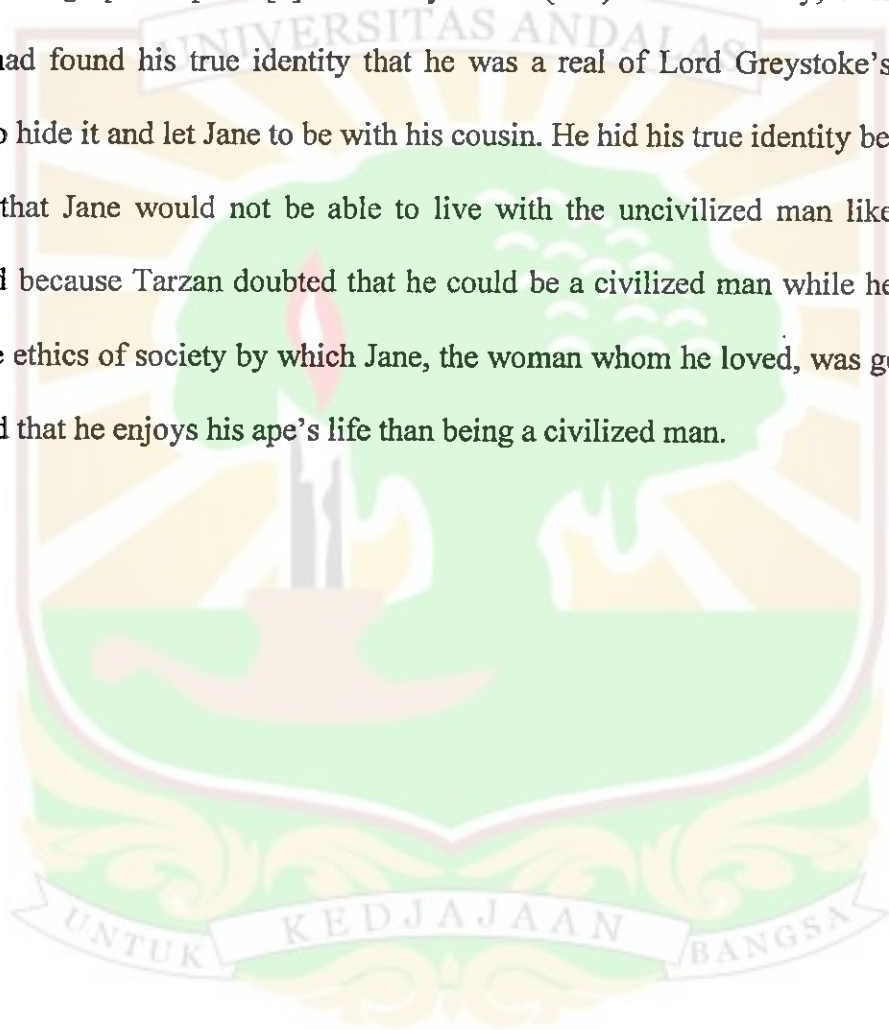 UNIVERSITAS ANDALAS
had found his true identity that he was a real of Lord Greystoke's
hide it and let Jane to be with his cousin. He hid his true identity
that Jane would not be able to live with the uncivilized man like
because Tarzan doubted that he could be a civilized man while he
ethics of society by which Jane, the woman whom he loved, was
that he enjoys his ape's life than being a civilized man.
UNTUK KEDJAJAAN BANGSA